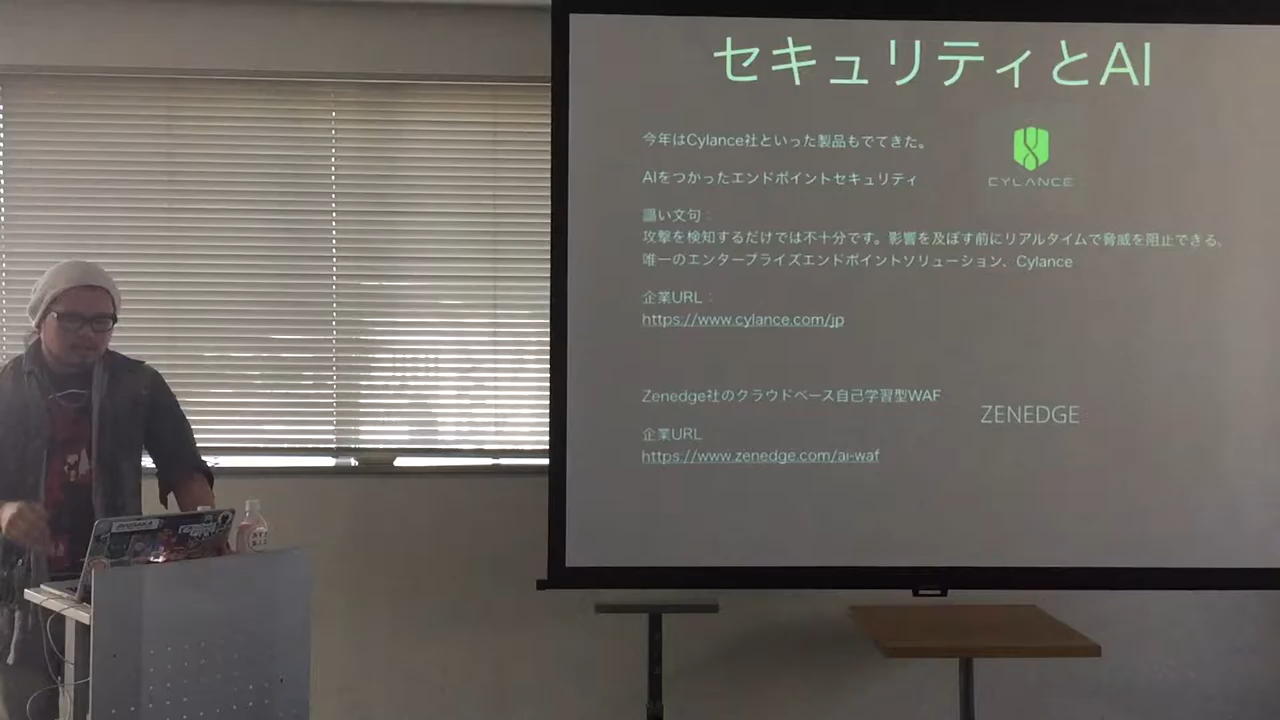 セキュリティとAI
今年はCylance社といった製品もでてきた。
CYLANCE
AIをつかったエンドポイントセキュリティ
謳い文句：
攻撃を検知するだけでは不十分です。影響を及ぼす前にリアルタイムで脅威を阻止できる、
唯一のエンタープライズエンドポイントソリューション、Cylance
企業URL：
https://www.cylance.com/jp
Zenedge社のクラウドベース自己学習型WAF
ZENEDGE
企業URL
https://www.zenedge.com/ai-waf